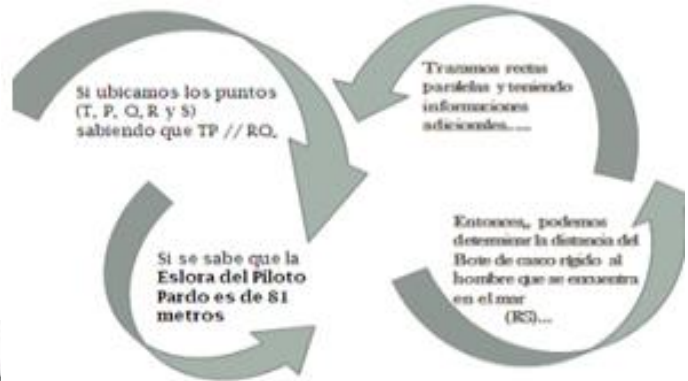 Si ubicamos los puntos
(T, P, Q, R y S)
sabiendo que TP // RQ,
Trazamos rectas
paralelas y teniendo
informaciones
adicionales.....
Si se sabe que la
Eslora del Piloto
Pardo es de 81
metros
Entonces,, podemos
determinar la distancia del
Bote de casco rígido al
hombre que se encuentra
en el mar
(RS)...